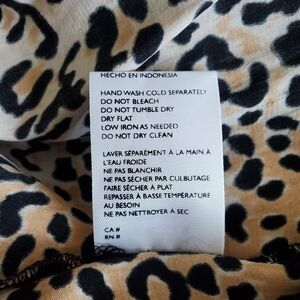 HECHO EN INDONESIA
HAND WASH COLD SEPARATELY
DO NOT BLEACH
DO NOT TUMBLE DRY
DRY FLAT
LOW IRON AS NEEDED
DO NOT DRY CLEAN
LAVER SÉPARÉMENT À LA MAIN À
L'EAU FROIDE
NE PAS BLANCHIR
NE PAS SÉCHER PAR CULBUTAGE
FAIRE SÉCHER À PLAT
REPASSER À BASSE TEMPÉRATURE
AU BESOIN
NE PAS NETTROYER À SEC
CA #
RN #